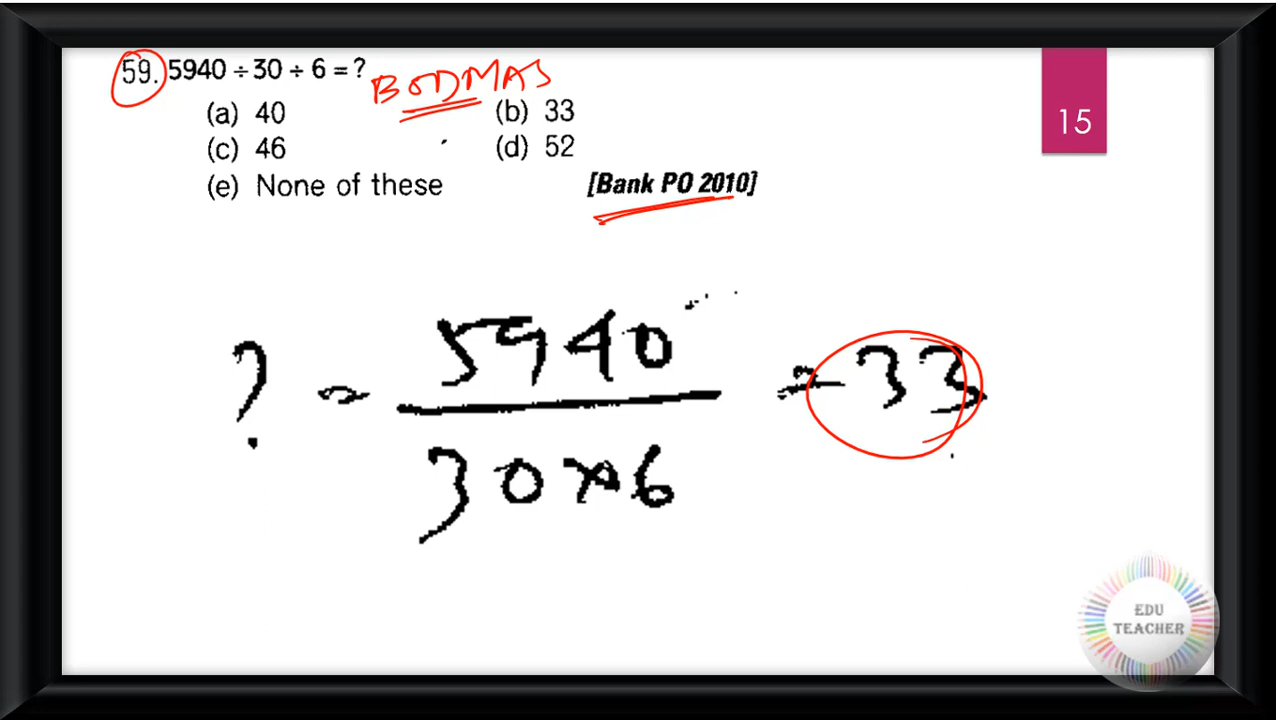 59. 5940 ÷ 30 ÷ 6 = ?
BODMAS
(a) 40 (b) 33
(c) 46 (d) 52
(e) None of these [Bank PO 2010]
15
? = 5940 / 30 × 6 = 33
EDU
TEACHER